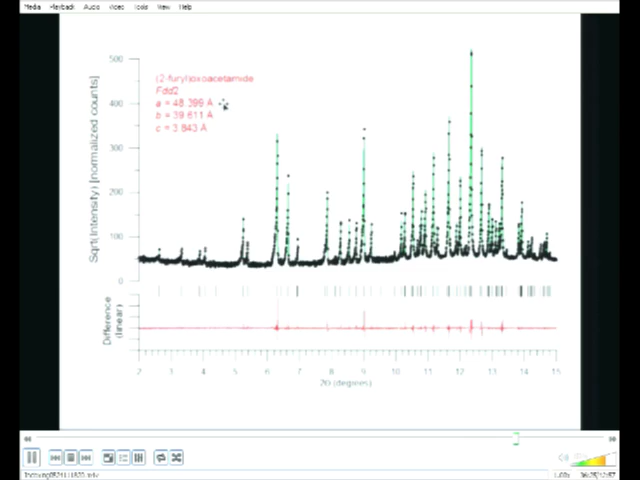 Media Playback Audio Video Tools View Help
500
(2-furyl)oxoacetamide
Fdd2
a = 48.399 Å
b = 39.611 Å
c = 3.843 Å
400
300
200
100
0
Sqrt(Intensity) [normalized counts]
Difference
(linear)
2 3 4 5 6 7 8 9 10 11 12 13 14 15
2Θ (degrees)
1.00x